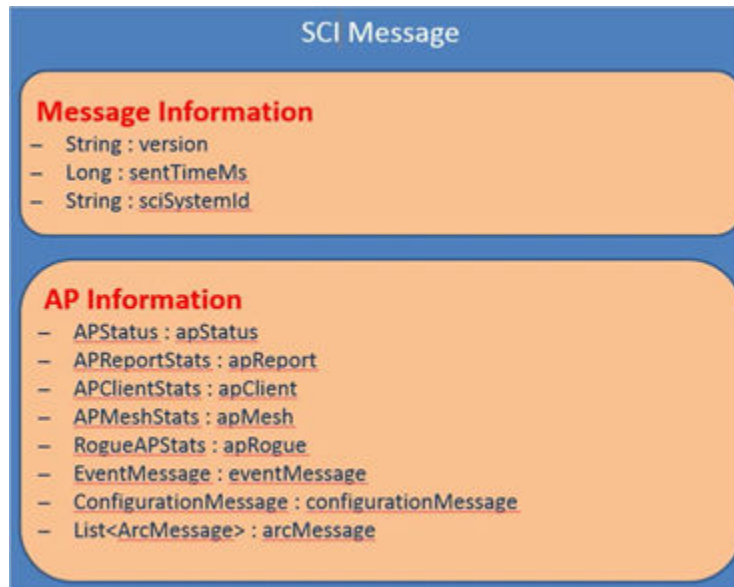 SCI Message
Message Information
– String : version
– Long : sentTimeMs
– String : sciSystemId
AP Information
– APStatus : apStatus
– APReportStats : apReport
– APClientStats : apClient
– APMeshStats : apMesh
– RogueAPStats : apRogue
– EventMessage : eventMessage
– ConfigurationMessage : configurationMessage
– List<ArcMessage> : arcMessage